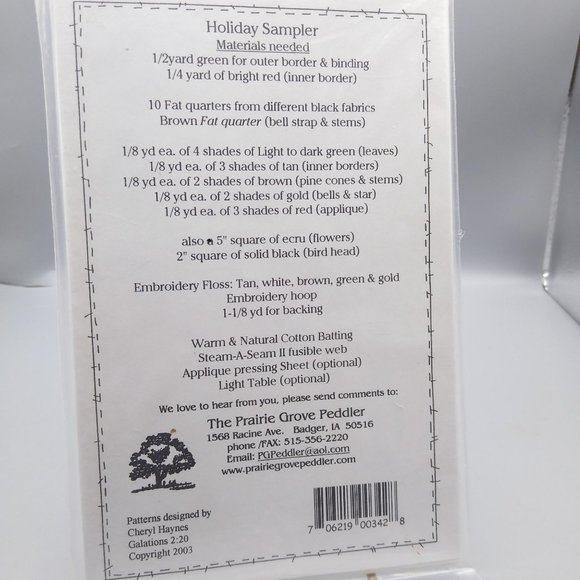 Holiday Sampler
Materials needed
1/2yard green for outer border & binding
1/4 yard of bright red (inner border)
10 Fat quarters from different black fabrics
Brown Fat quarter (bell strap & stems)
1/8 yd ea. of 4 shades of Light to dark green (leaves)
1/8 yd ea. of 3 shades of tan (inner borders)
1/8 yd ea. of 2 shades of brown (pine cones & stems)
1/8 yd ea. of 2 shades of gold (bells & star)
1/8 yd ea. of 3 shades of red (applique)
also 5" square of ecru (flowers)
2" square of solid black (bird head)
Embroidery Floss: Tan, white, brown, green & gold
Embroidery hoop
1-1/8 yd for backing
Warm & Natural Cotton Batting
Steam-A-Seam II fusible web
Applique pressing Sheet (optional)
Light Table (optional)
We love to hear from you, please send comments to:
The Prairie Grove Peddler
1568 Racine Ave. Badger, IA 50516
phone /FAX: 515-356-2220
Email: PGPeddler@aol.com
www.prairiegrovepeddler.com
Patterns designed by
Cheryl Haynes
Galations 2:20
Copyright 2003
7 06219 00342 8